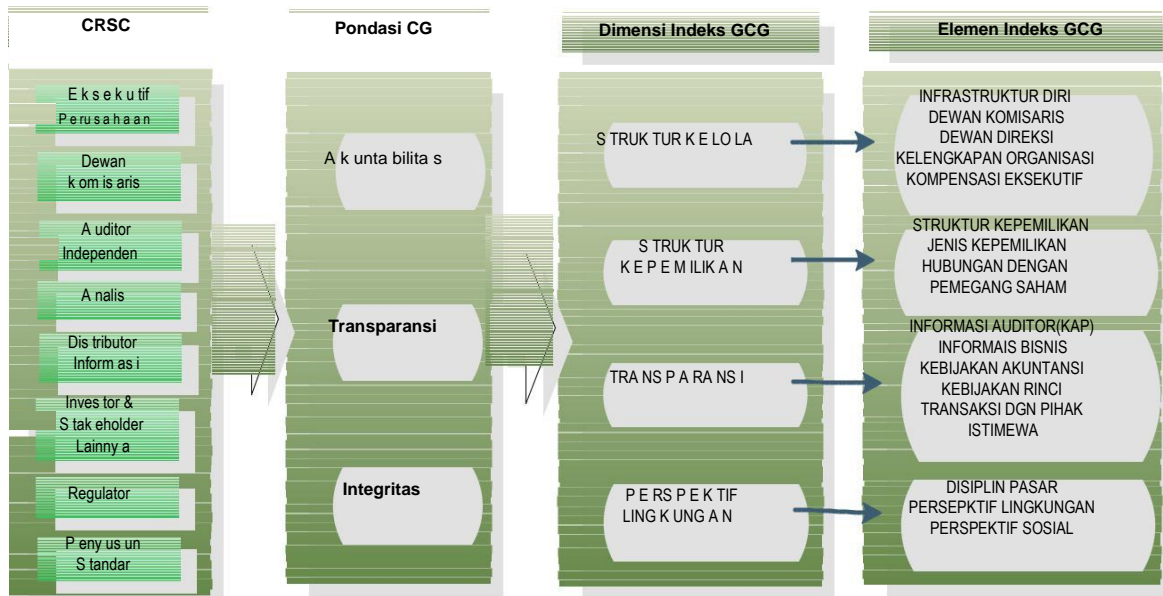 CRSC
Eksekutif
Perusahaan
Dewan
komisaris
Auditor
Independen
Analis
Distributor
Informasi
Investor &
Stakeholder
Lainnya
Regulator
Penyusun
Standar
Pondasi CG
Akuntabilitas
Transparansi
Integritas
Dimensi Indeks GCG
STRUKTUR KELOLA
STRUKTUR
KEPEMILIKAN
TRANSPARANSI
PERSPEKTIF
LINGKUNGAN
Elemen Indeks GCG
INFRASTRUKTUR DIRI
DEWAN KOMISARIS
DEWAN DIREKSI
KELENGKAPAN ORGANISASI
KOMPENSASI EKSEKUTIF
STRUKTUR KEPEMILIKAN
JENIS KEPEMILIKAN
HUBUNGAN DENGAN
PEMEGANG SAHAM
INFORMASI AUDITOR(KAP)
INFORMAIS BISNIS
KEBIJAKAN AKUNTANSI
KEBIJAKAN RINCI
TRANSAKSI DGN PIHAK
ISTIMEWA
DISIPLIN PASAR
PERSEPKTIF LINGKUNGAN
PERSPEKTIF SOSIAL